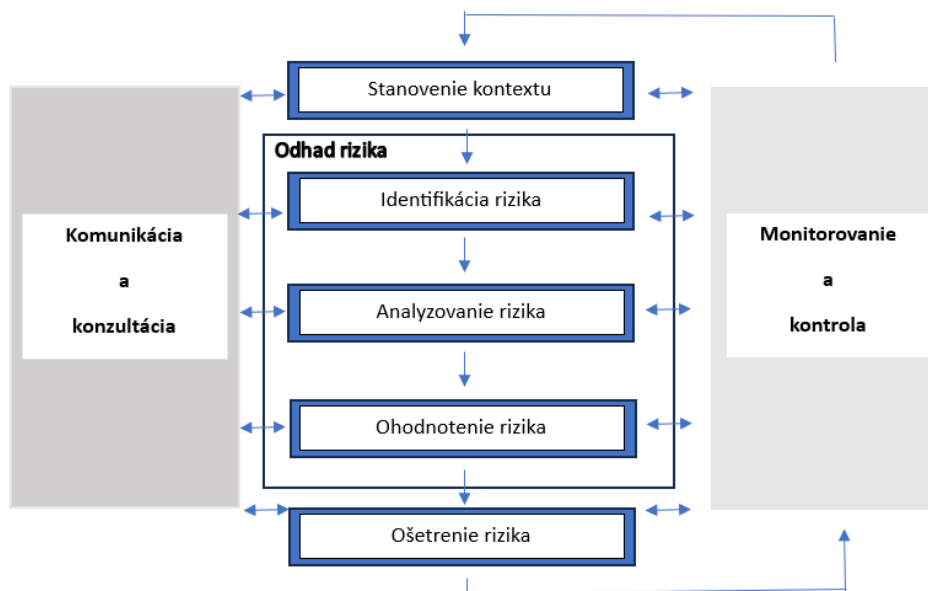 Stanovenie kontextu
Odhad rizika
Identifikácia rizika
Komunikácia
a
konzultácia
Analyzovanie rizika
Monitorovanie
a
kontrola
Ohodnotenie rizika
Ošetrenie rizika